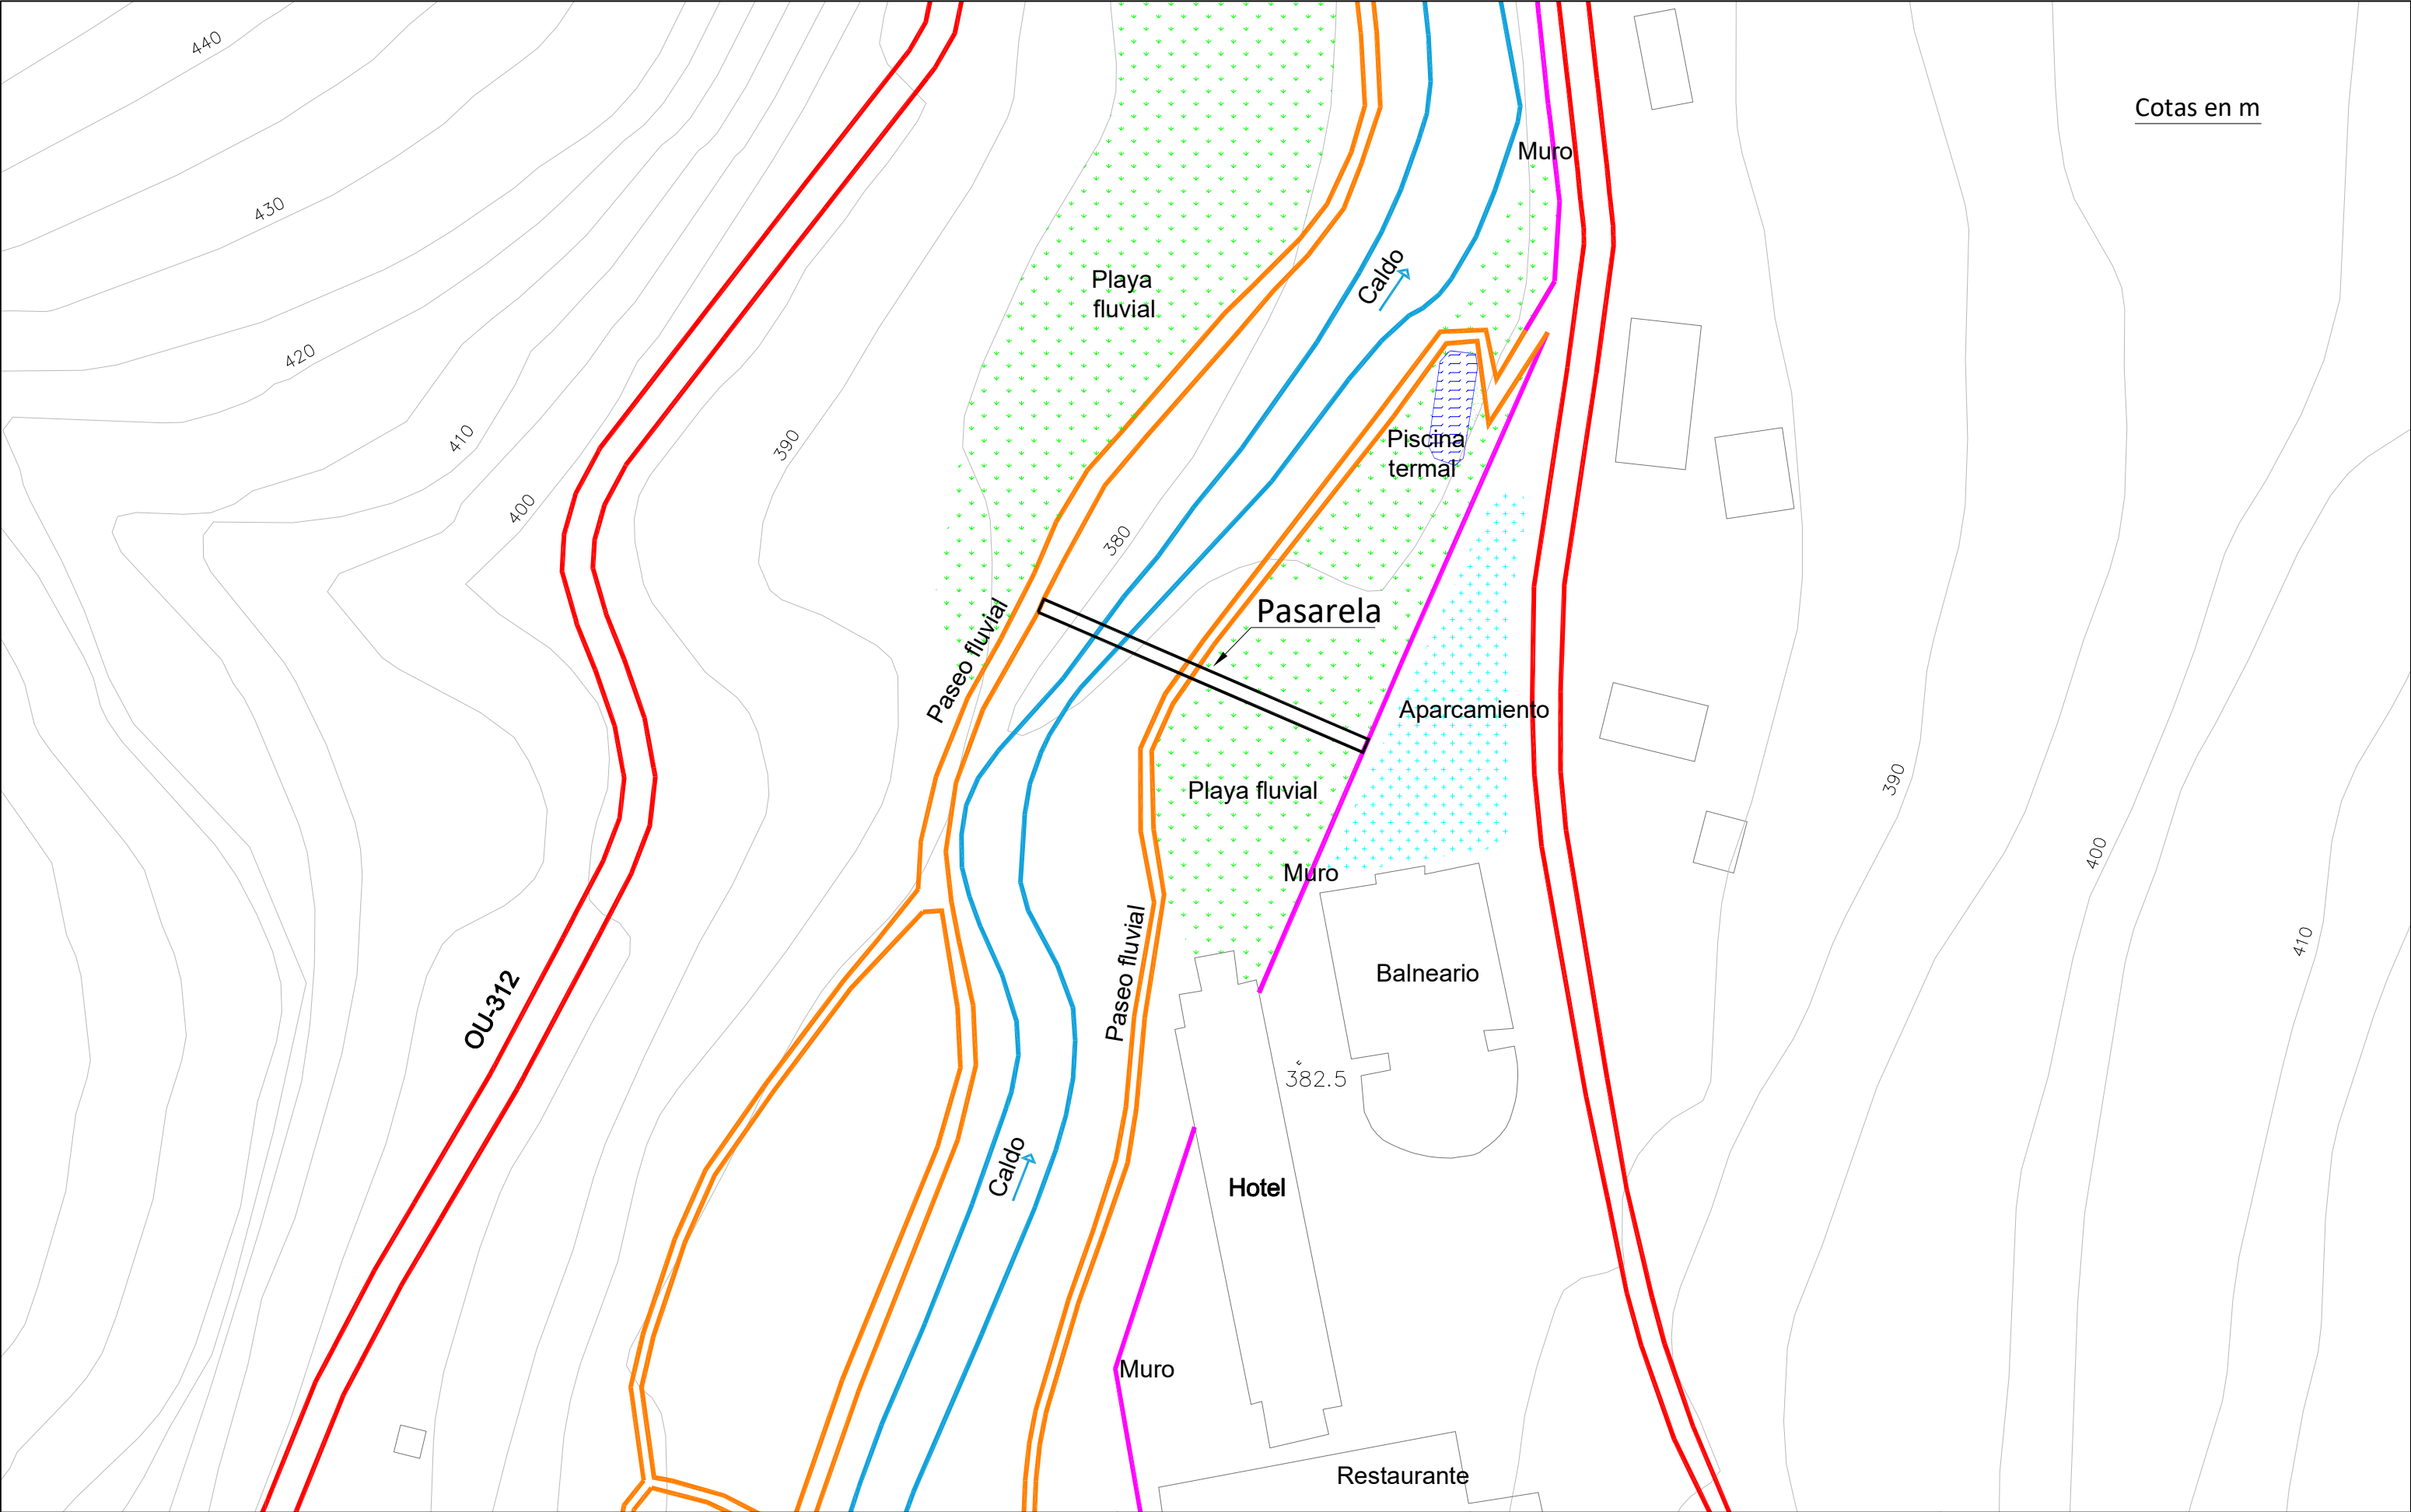 440
Cotas en m
Muro
430
Playa
fluvial
Caldo
420
410
390
Piscina
termal
400
380
Pasarela
Paseo fluvial
Aparcamiento
390
Playa fluvial
400
Muro
410
Balneario
Paseo fluvial
OU-312
382.5
Caldo
Hotel
Muro
Restaurante